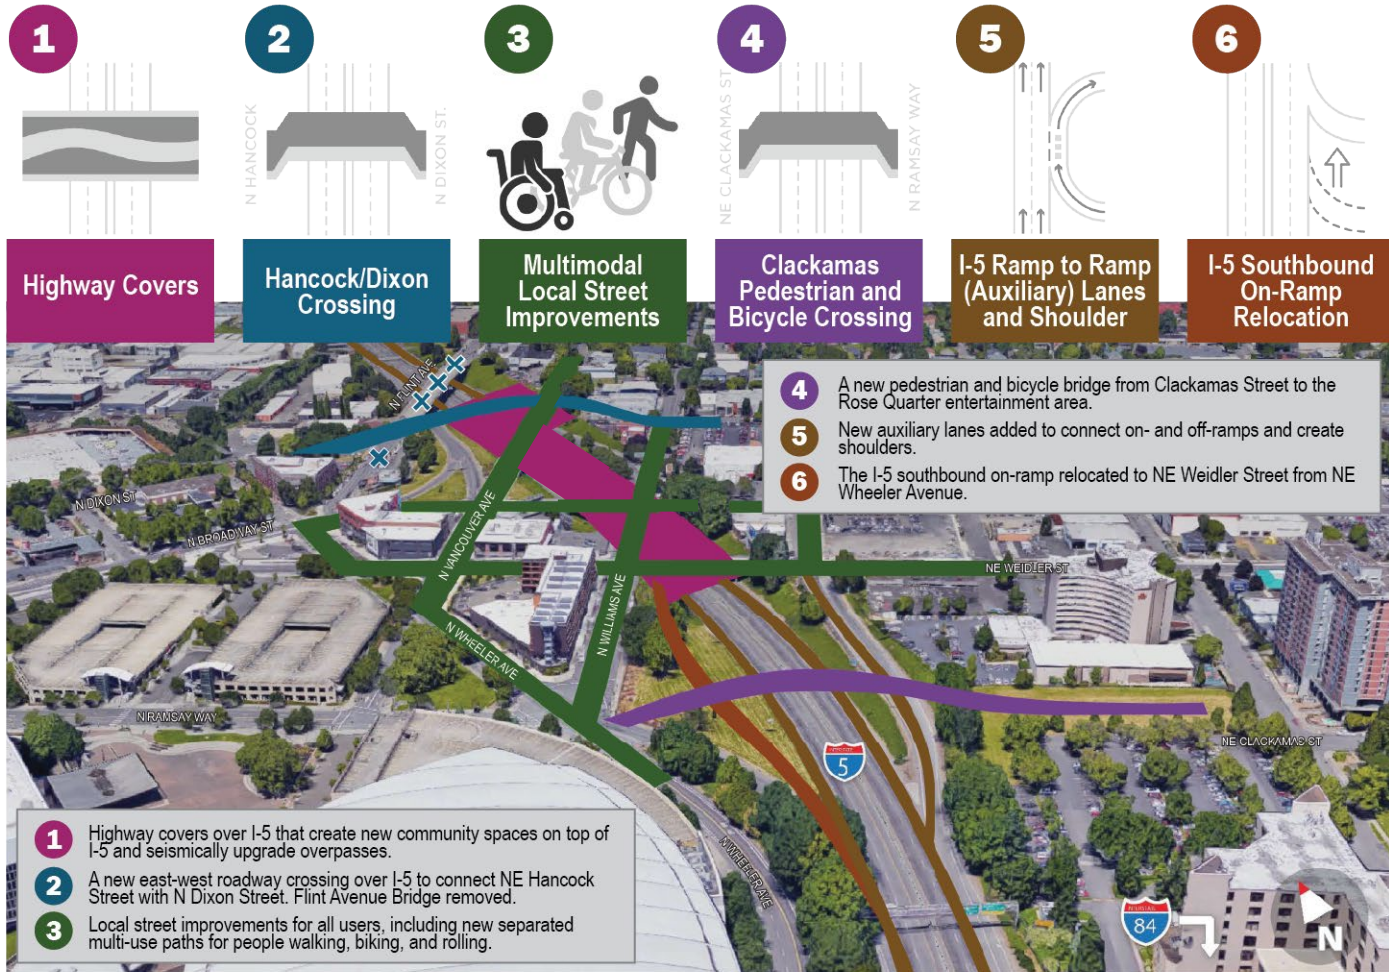 1
2
3
4
5
6
N HANCOCK
N DIXON ST.
NE CLACKAMAS ST
N RAMSAY WAY
Highway Covers
Hancock/Dixon
Crossing
Multimodal
Local Street
Improvements
Clackamas
Pedestrian and
Bicycle Crossing
I-5 Ramp to Ramp
(Auxiliary) Lanes
and Shoulder
I-5 Southbound
On-Ramp
Relocation
4
A new pedestrian and bicycle bridge from Clackamas Street to the
Rose Quarter entertainment area.
5
New auxiliary lanes added to connect on- and off-ramps and create
shoulders.
6
The I-5 southbound on-ramp relocated to NE Weidler Street from NE
Wheeler Avenue.
N FLINT AVE
N DIXON ST
N BROADWAY ST
N VANCOUVER AVE
NE WEIDLER ST
N WILLIAMS AVE
N WHEELER AVE
N RAMSAY WAY
NE CLACKAMAS ST
5
N WHEELER AVE
1
Highway covers over I-5 that create new community spaces on top of
I-5 and seismically upgrade overpasses.
2
A new east-west roadway crossing over I-5 to connect NE Hancock
Street with N Dixon Street. Flint Avenue Bridge removed.
3
Local street improvements for all users, including new separated
multi-use paths for people walking, biking, and rolling.
84
N